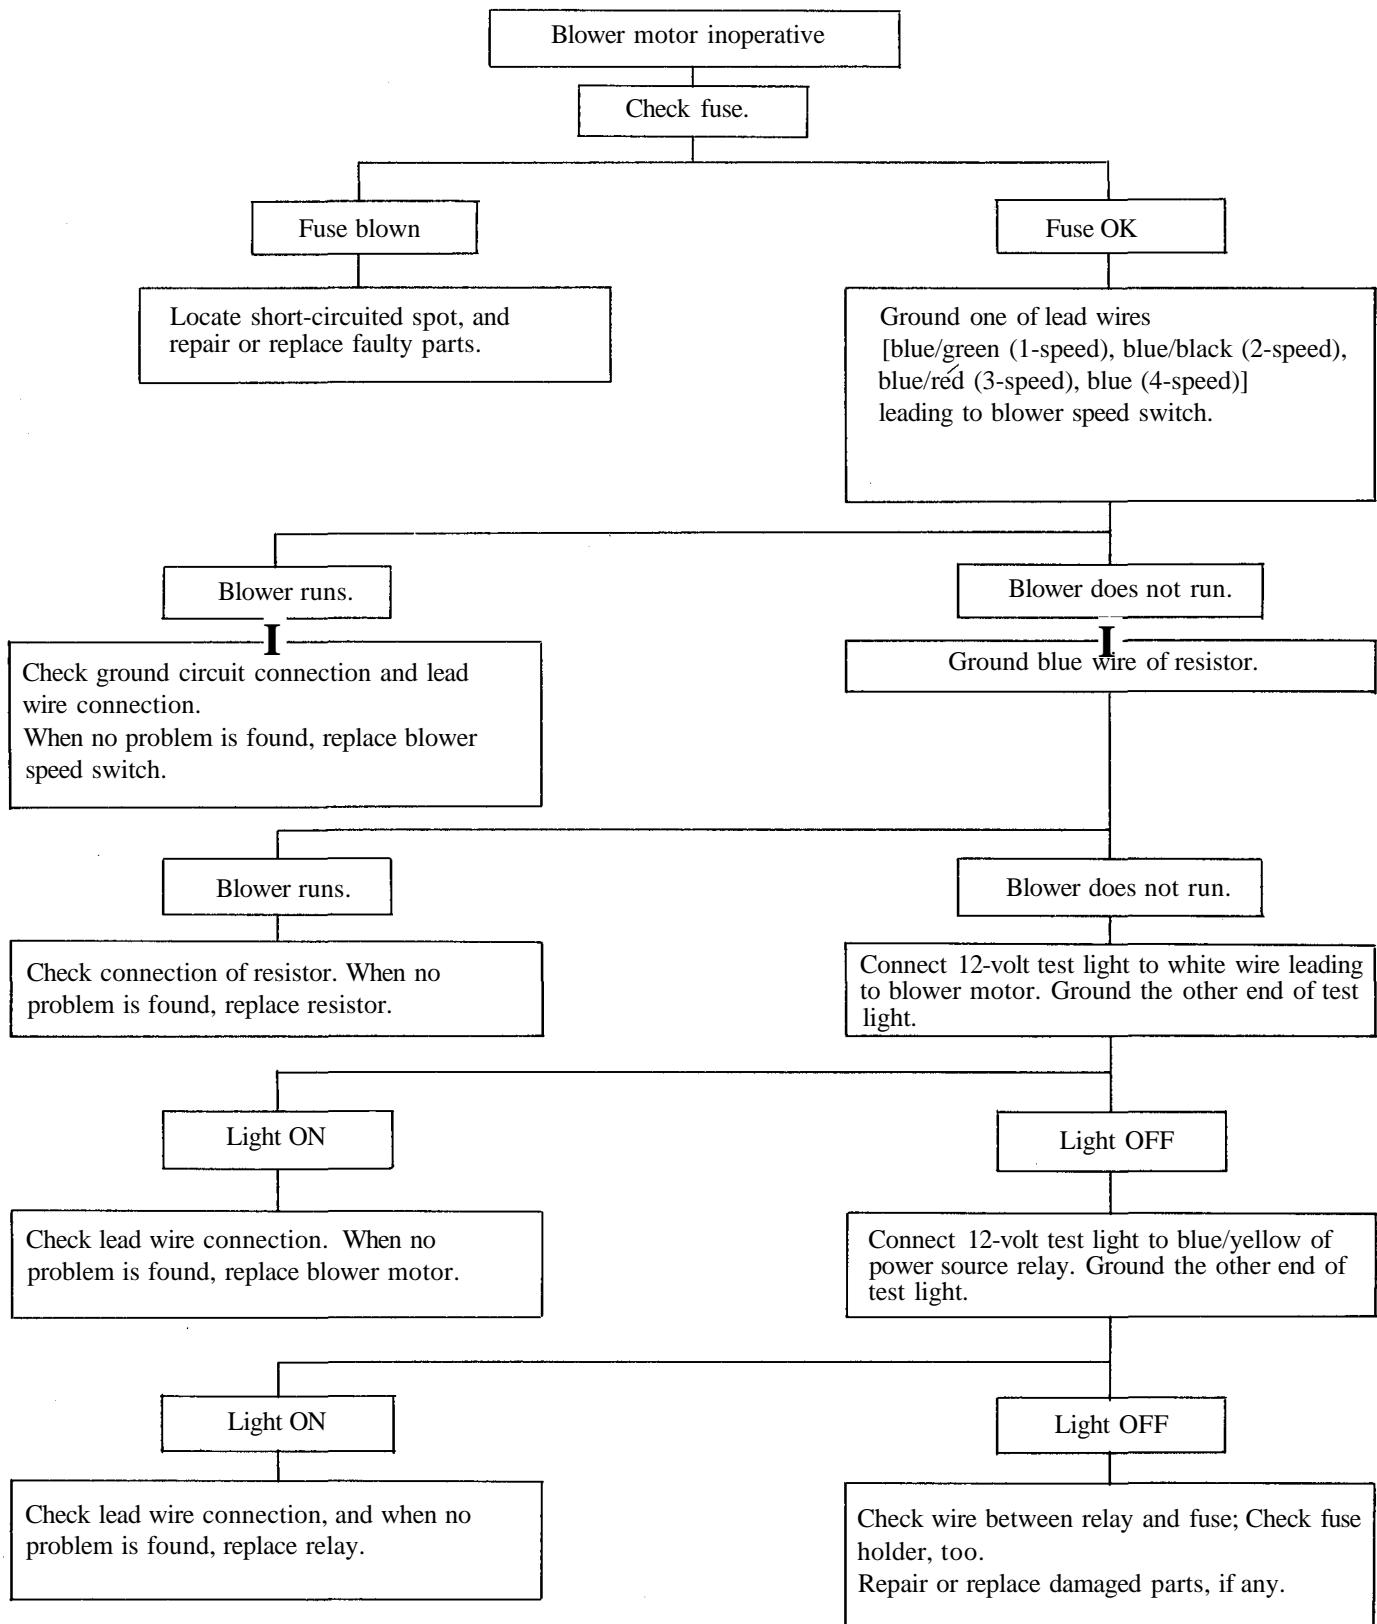 Blower motor inoperative
Check fuse.
Fuse blown
Fuse OK
Locate short-circuited spot, and
repair or replace faulty parts.
Ground one of lead wires
[blue/green (1-speed), blue/black (2-speed),
blue/red (3-speed), blue (4-speed)]
leading to blower speed switch.
Blower runs.
Blower does not run.
Check ground circuit connection and lead
wire connection.
When no problem is found, replace blower
speed switch.
Ground blue wire of resistor.
Blower runs.
Blower does not run.
Check connection of resistor. When no
problem is found, replace resistor.
Connect 12-volt test light to white wire leading
to blower motor. Ground the other end of test
light.
Light ON
Light OFF
Check lead wire connection. When no
problem is found, replace blower motor.
Connect 12-volt test light to blue/yellow of
power source relay. Ground the other end of
test light.
Light ON
Light OFF
Check lead wire connection, and when no
problem is found, replace relay.
Check wire between relay and fuse; Check fuse
holder, too.
Repair or replace damaged parts, if any.